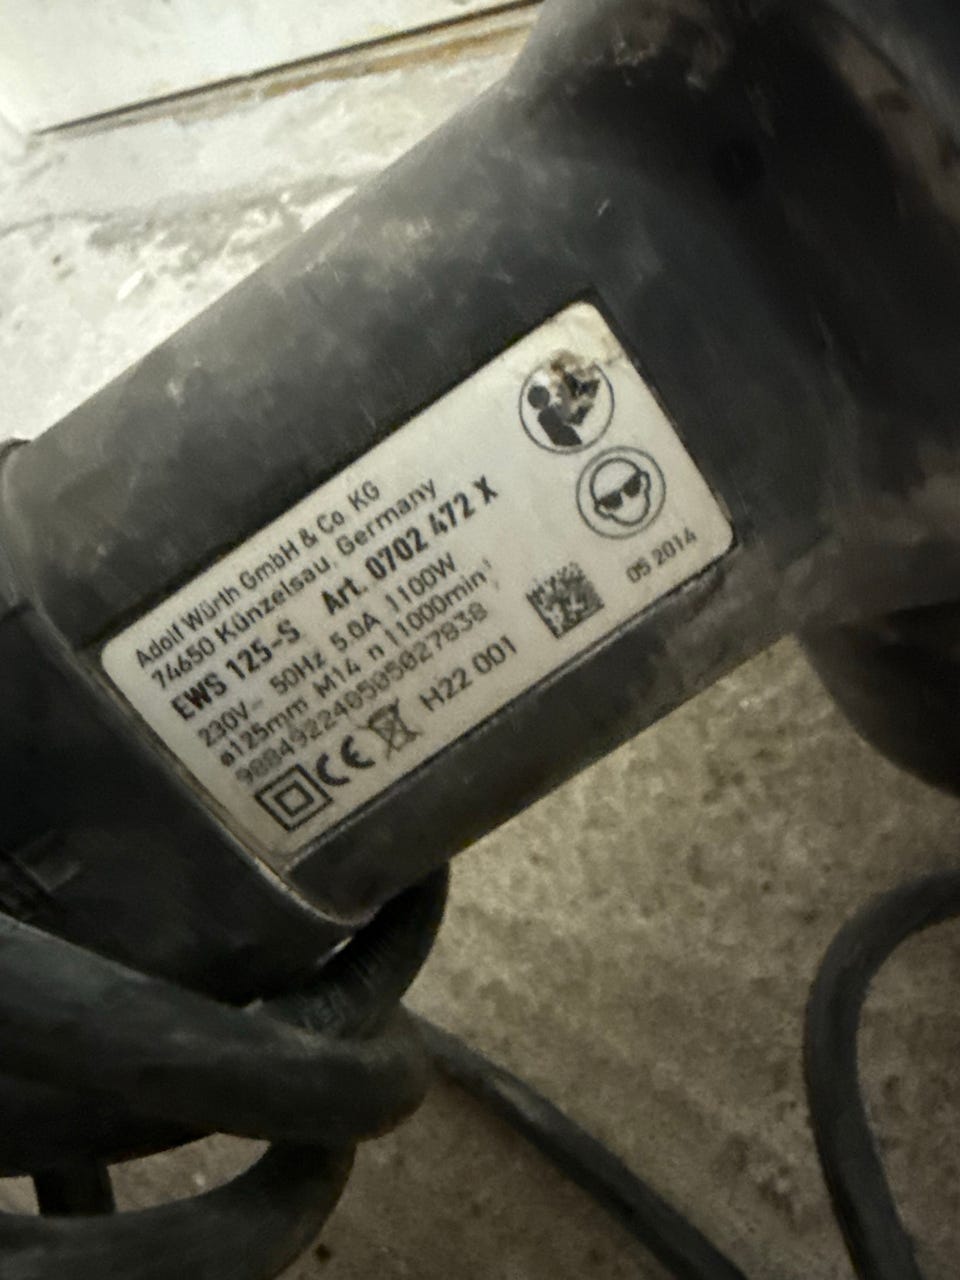 Adolf Würth GmbH & Co KG
74650 Künzelsau, Germany
EWS 125-S Art. 0702 472 X
230V~ 50Hz 5.0A 1100W
ø125mm M14 n 11000min⁻¹
CE H22 001
05 2014